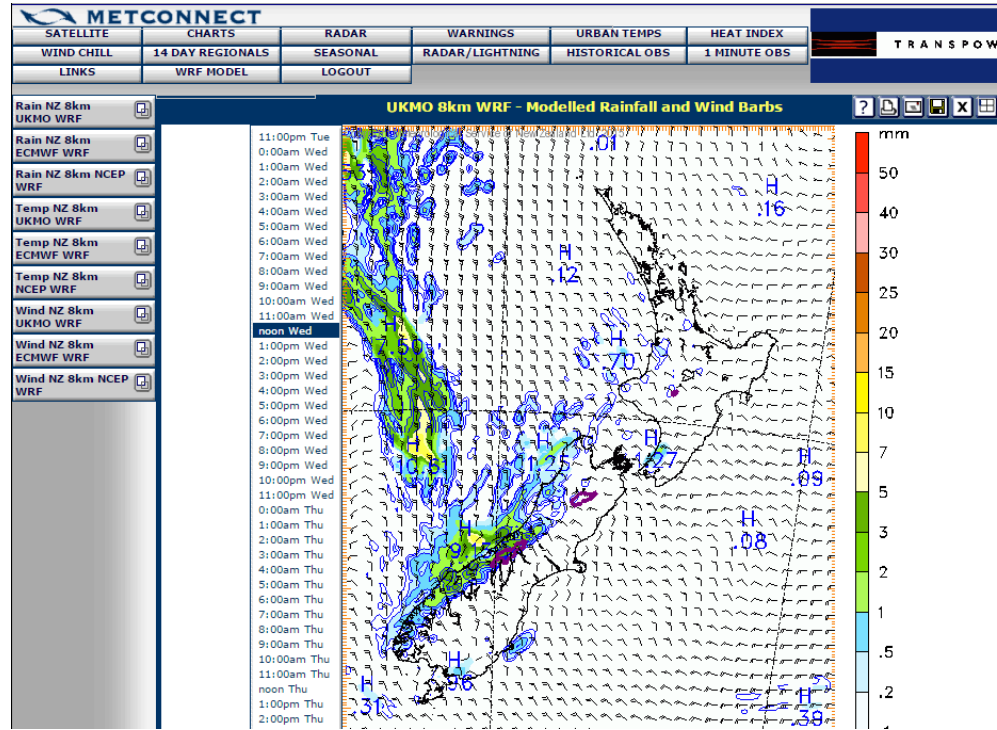 METCONNECT
SATELLITE CHARTS RADAR WARNINGS URBAN TEMPS HEAT INDEX
WIND CHILL 14 DAY REGIONALS SEASONAL RADAR/LIGHTNING HISTORICAL OBS 1 MINUTE OBS
LINKS WRF MODEL LOGOUT
TRANSPOW
Rain NZ 8km
UKMO WRF
Rain NZ 8km
ECMWF WRF
Rain NZ 8km NCEP
WRF
Temp NZ 8km
UKMO WRF
Temp NZ 8km
ECMWF WRF
Temp NZ 8km
NCEP WRF
Wind NZ 8km
UKMO WRF
Wind NZ 8km
ECMWF WRF
Wind NZ 8km NCEP
WRF
UKMO 8km WRF - Modelled Rainfall and Wind Barbs
? X
11:00pm Tue
0:00am Wed
1:00am Wed
2:00am Wed
3:00am Wed
4:00am Wed
5:00am Wed
6:00am Wed
7:00am Wed
8:00am Wed
9:00am Wed
10:00am Wed
11:00am Wed
noon Wed
1:00pm Wed
2:00pm Wed
3:00pm Wed
4:00pm Wed
5:00pm Wed
6:00pm Wed
7:00pm Wed
8:00pm Wed
9:00pm Wed
10:00pm Wed
11:00pm Wed
0:00am Thu
1:00am Thu
2:00am Thu
3:00am Thu
4:00am Thu
5:00am Thu
6:00am Thu
7:00am Thu
8:00am Thu
9:00am Thu
10:00am Thu
11:00am Thu
noon Thu
1:00pm Thu
2:00pm Thu
Service of New Zealand Ltd
.01
H
.16
H
.12
H
H
.70
H
H
1.25
H
1.27
H
.09
H
H
.08
H
.96
H
.31
H
.39
mm
50
40
30
25
20
15
10
7
5
3
2
1
.5
.2